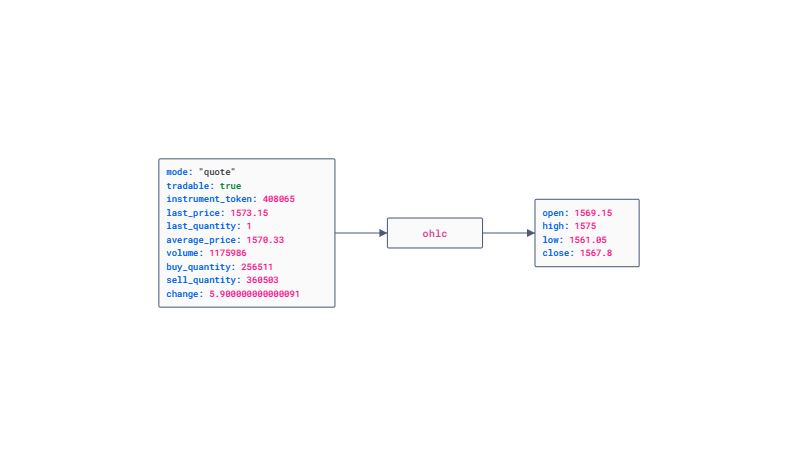 mode: "quote"
tradable: true
instrument_token: 408065
last_price: 1573.15
last_quantity: 1
average_price: 1570.33
volume: 1175986
buy_quantity: 256511
sell_quantity: 360503
change: 5.900000000000091
ohlc
open: 1569.15
high: 1575
low: 1561.05
close: 1567.8